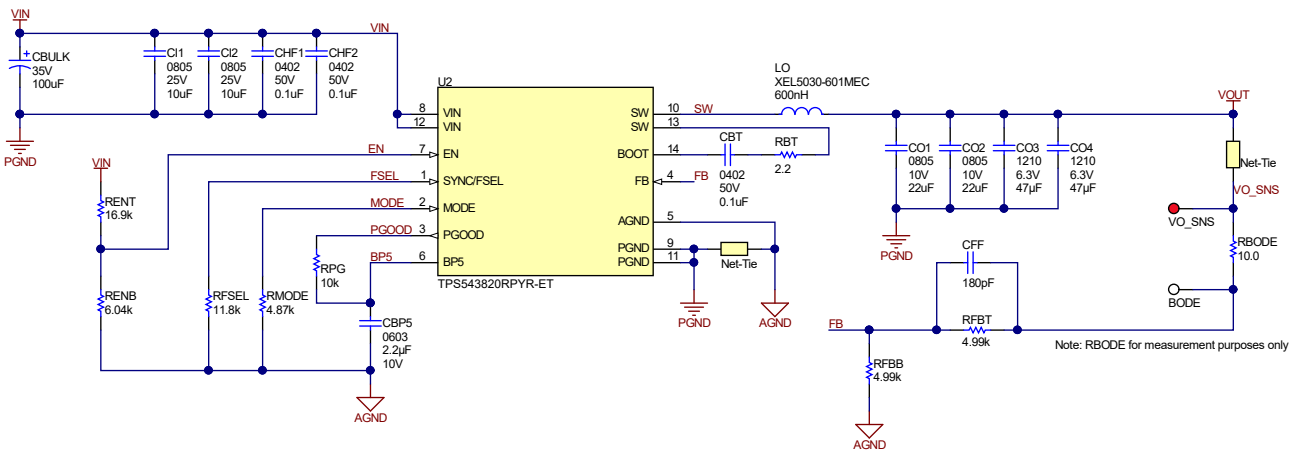 VIN
CBULK
35V
100uF
PGND
CI1
0805
25V
10uF
CI2
0805
25V
10uF
CHF1
0402
50V
0.1uF
CHF2
0402
50V
0.1uF
VIN
VIN
RENT
16.9k
RENB
6.04k
EN
FSEL
MODE
PGOOD
BP5
RFSEL
11.8k
RMODE
4.87k
RPG
10k
CBP5
0603
2.2µF
10V
AGND
U2
8
12
7
1
2
3
6
VIN
VIN
EN
SYNC/FSEL
MODE
PGOOD
BP5
SW
SW
BOOT
FB
AGND
PGND
PGND
10
13
14
4
5
9
11
TPS543820RPYR-ET
SW
LO
XEL5030-601MEC
600nH
CBT
0402
50V
0.1uF
RBT
2.2
FB
Net-Tie
PGND
AGND
CO1
0805
10V
22uF
CO2
0805
10V
22uF
CO3
1210
6.3V
47µF
CO4
1210
6.3V
47µF
PGND
VOUT
Net-Tie
VO_SNS
VO_SNS
RBODE
10.0
BODE
CFF
180pF
FB
RFBT
4.99k
RFBB
4.99k
AGND
Note: RBODE for measurement purposes only